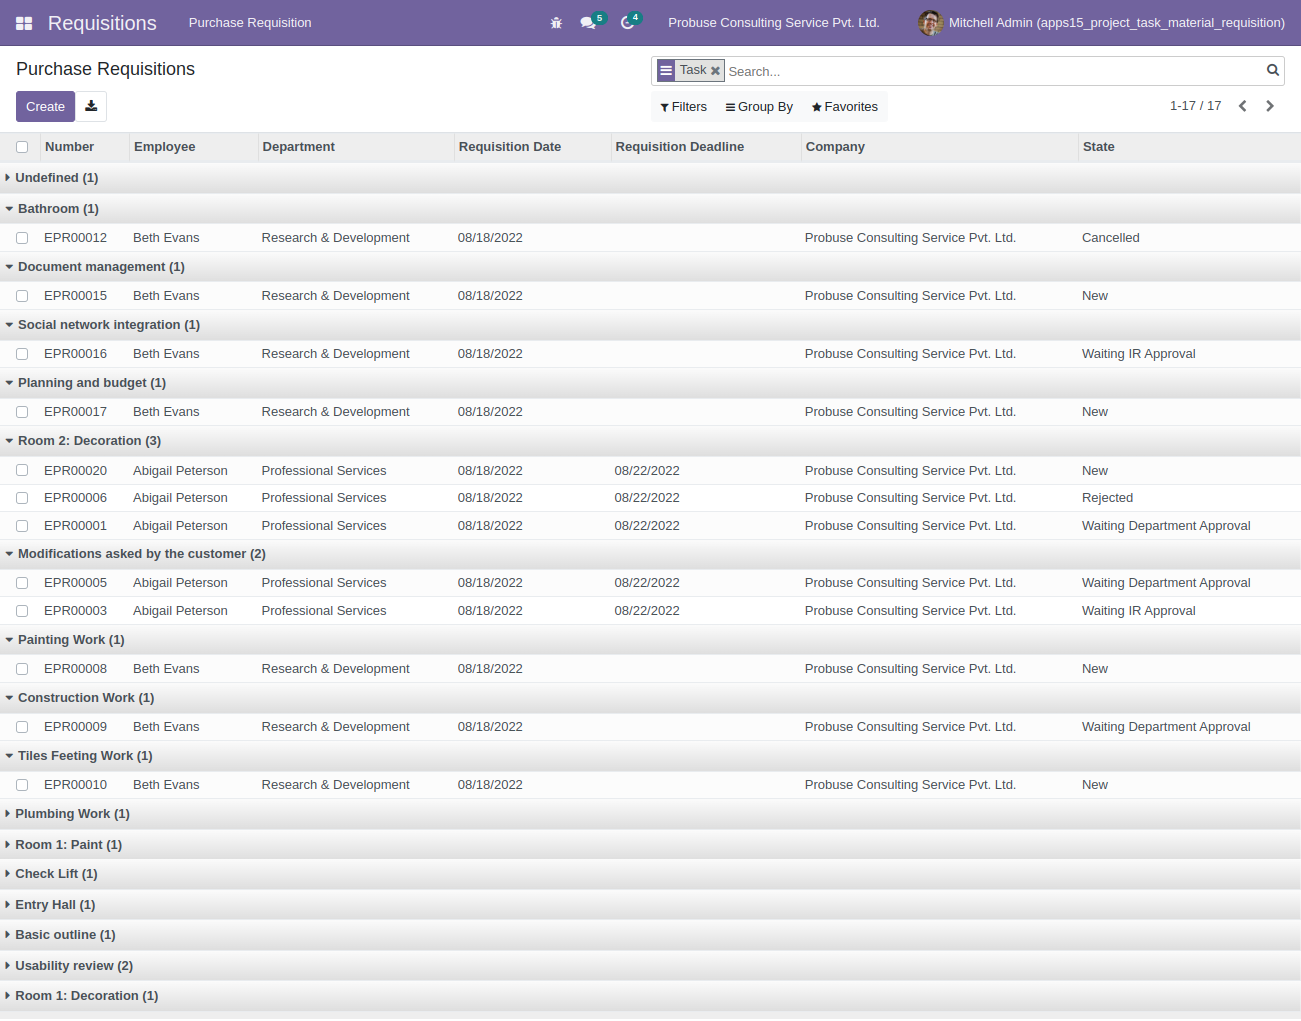 Requisitions Purchase Requisition 5 4 Probuse Consulting Service Pvt. Ltd. Mitchell Admin (apps15_project_task_material_requisition)
Purchase Requisitions Task Search...
Create Filters Group By Favorites 1-17 / 17
Number Employee Department Requisition Date Requisition Deadline Company State
Undefined (1)
Bathroom (1)
EPR00012 Beth Evans Research & Development 08/18/2022 Probuse Consulting Service Pvt. Ltd. Cancelled
Document management (1)
EPR00015 Beth Evans Research & Development 08/18/2022 Probuse Consulting Service Pvt. Ltd. New
Social network integration (1)
EPR00016 Beth Evans Research & Development 08/18/2022 Probuse Consulting Service Pvt. Ltd. Waiting IR Approval
Planning and budget (1)
EPR00017 Beth Evans Research & Development 08/18/2022 Probuse Consulting Service Pvt. Ltd. New
Room 2: Decoration (3)
EPR00020 Abigail Peterson Professional Services 08/18/2022 08/22/2022 Probuse Consulting Service Pvt. Ltd. New
EPR00006 Abigail Peterson Professional Services 08/18/2022 08/22/2022 Probuse Consulting Service Pvt. Ltd. Rejected
EPR00001 Abigail Peterson Professional Services 08/18/2022 08/22/2022 Probuse Consulting Service Pvt. Ltd. Waiting Department Approval
Modifications asked by the customer (2)
EPR00005 Abigail Peterson Professional Services 08/18/2022 08/22/2022 Probuse Consulting Service Pvt. Ltd. Waiting Department Approval
EPR00003 Abigail Peterson Professional Services 08/18/2022 08/22/2022 Probuse Consulting Service Pvt. Ltd. Waiting IR Approval
Painting Work (1)
EPR00008 Beth Evans Research & Development 08/18/2022 Probuse Consulting Service Pvt. Ltd. New
Construction Work (1)
EPR00009 Beth Evans Research & Development 08/18/2022 Probuse Consulting Service Pvt. Ltd. Waiting Department Approval
Tiles Feeting Work (1)
EPR00010 Beth Evans Research & Development 08/18/2022 Probuse Consulting Service Pvt. Ltd. New
Plumbing Work (1)
Room 1: Paint (1)
Check Lift (1)
Entry Hall (1)
Basic outline (1)
Usability review (2)
Room 1: Decoration (1)